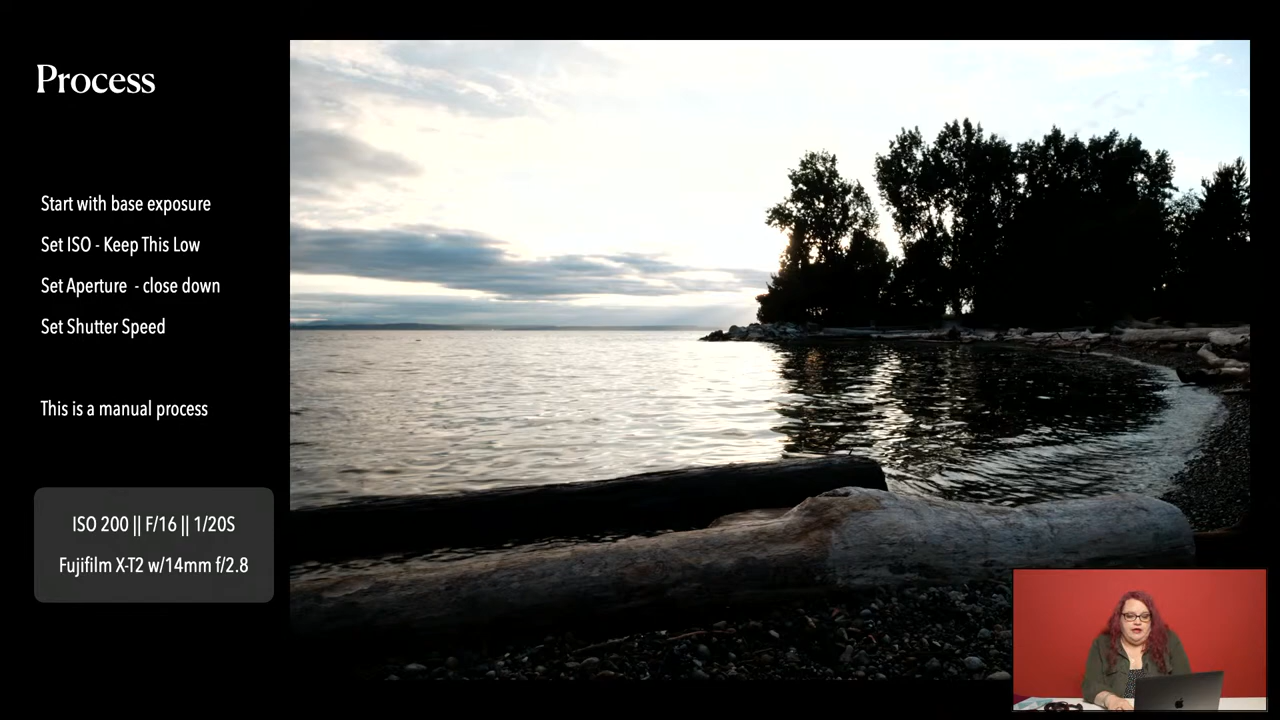 Process
Start with base exposure
Set ISO - Keep This Low
Set Aperture - close down
Set Shutter Speed
This is a manual process
ISO 200 || F/16 || 1/20S
Fujifilm X-T2 w/14mm f/2.8